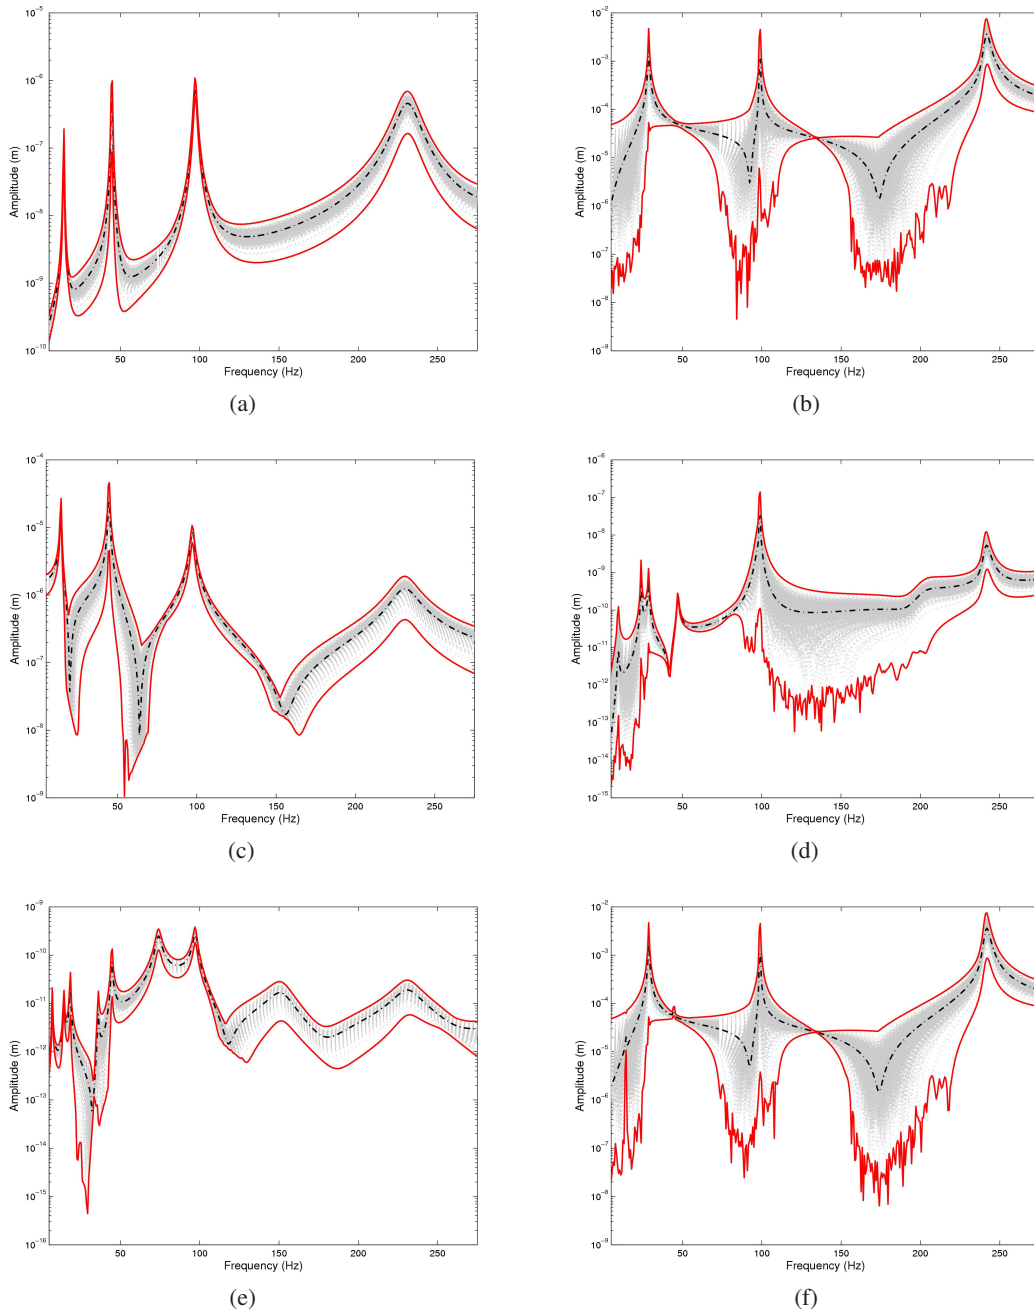 10⁻⁵ 10⁻²
10⁻⁶ 10⁻³
10⁻⁷ 10⁻⁴
10⁻⁸ 10⁻⁵
10⁻⁹ 10⁻⁶
10⁻¹⁰ 10⁻⁷
10⁻⁸
10⁻⁹
Amplitude (m) Amplitude (m)
50 100 150 200 250 50 100 150 200 250
Frequency (Hz) Frequency (Hz)
(a) (b)
10⁻⁴ 10⁻⁶
10⁻⁵ 10⁻⁷
10⁻⁶ 10⁻⁸
10⁻⁷ 10⁻⁹
10⁻⁸ 10⁻¹⁰
10⁻⁹ 10⁻¹¹
10⁻¹²
10⁻¹³
10⁻¹⁴
10⁻¹⁵
Amplitude (m) Amplitude (m)
50 100 150 200 250 50 100 150 200 250
Frequency (Hz) Frequency (Hz)
(c) (d)
10⁻⁹ 10⁻²
10⁻¹⁰ 10⁻³
10⁻¹¹ 10⁻⁴
10⁻¹² 10⁻⁵
10⁻¹³ 10⁻⁶
10⁻¹⁴ 10⁻⁷
10⁻¹⁵ 10⁻⁸
10⁻¹⁶ 10⁻⁹
Amplitude (m) Amplitude (m)
50 100 150 200 250 50 100 150 200 250
Frequency (Hz) Frequency (Hz)
(e) (f)